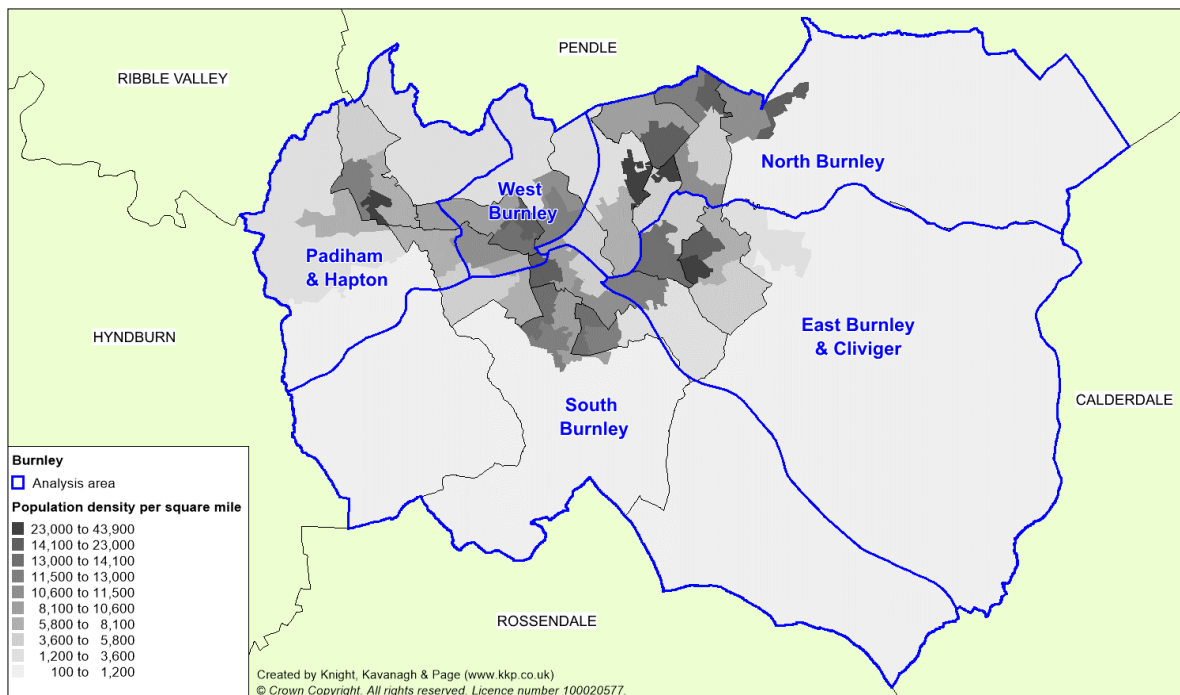 PENDLE
RIBBLE VALLEY
North Burnley
West
Burnley
Padiham
& Hapton
HYNDBURN
East Burnley
& Cliviger
CALDERDALE
South
Burnley
ROSSENDALE
Burnley
Analysis area
Population density per square mile
23,000 to 43,900
14,100 to 23,000
13,000 to 14,100
11,500 to 13,000
10,600 to 11,500
8,100 to 10,600
5,800 to 8,100
3,600 to 5,800
1,200 to 3,600
100 to 1,200
Created by Knight, Kavanagh & Page (www.kkp.co.uk)
© Crown Copyright. All rights reserved. Licence number 100020577.